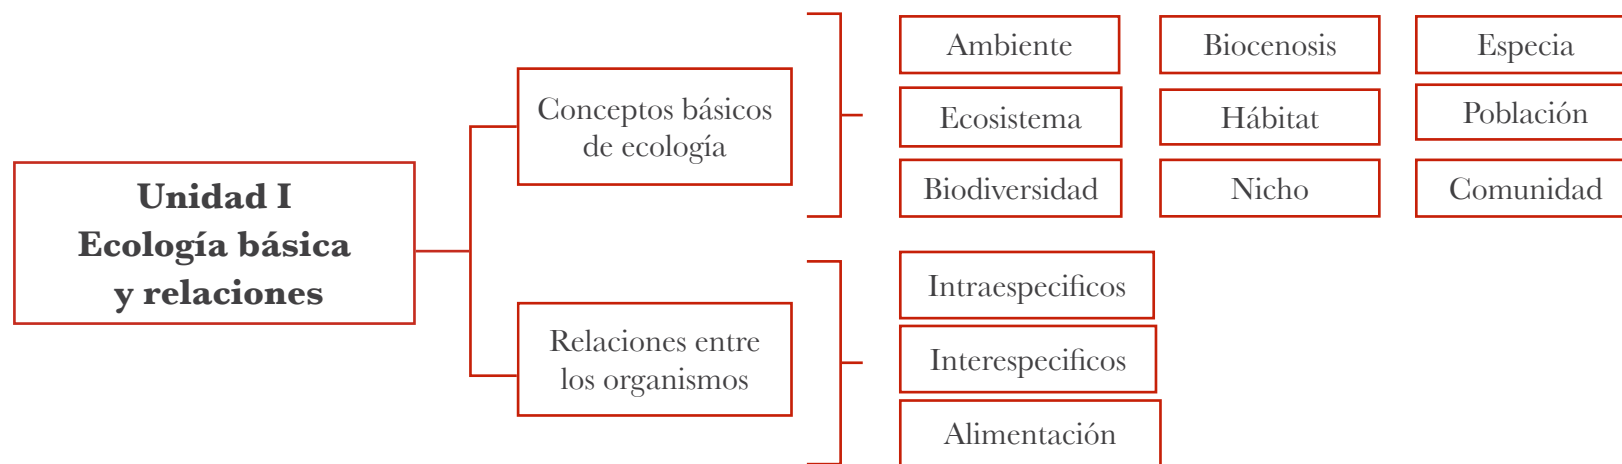 Unidad I
Ecología básica
y relaciones
Conceptos básicos
de ecología
Ambiente
Biocenosis
Especia
Ecosistema
Hábitat
Población
Biodiversidad
Nicho
Comunidad
Relaciones entre
los organismos
Intraespecificos
Interespecificos
Alimentación